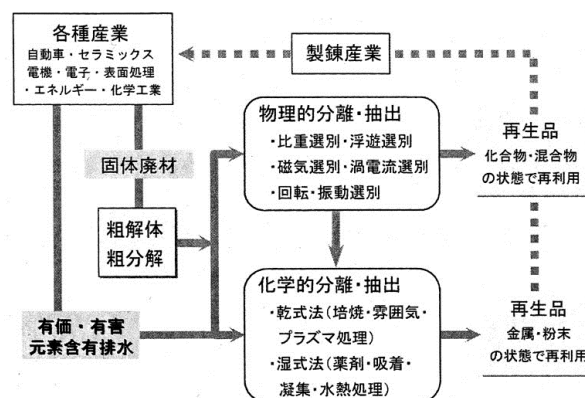 各種産業
自動車・セラミックス
電機・電子・表面処理
・エネルギー・化学工業
製錬産業
固体廃材
粗解体
粗分解
有価・有害
元素含有排水
物理的分離・抽出
・比重選別・浮遊選別
・磁気選別・渦電流選別
・回転・振動選別
化学的分離・抽出
・乾式法(培焼・雰囲気・
プラズマ処理)
・湿式法(薬剤・吸着・
凝集・水熱処理)
再生品
化合物・混合物
の状態で再利用
再生品
金属・粉末
の状態で再利用